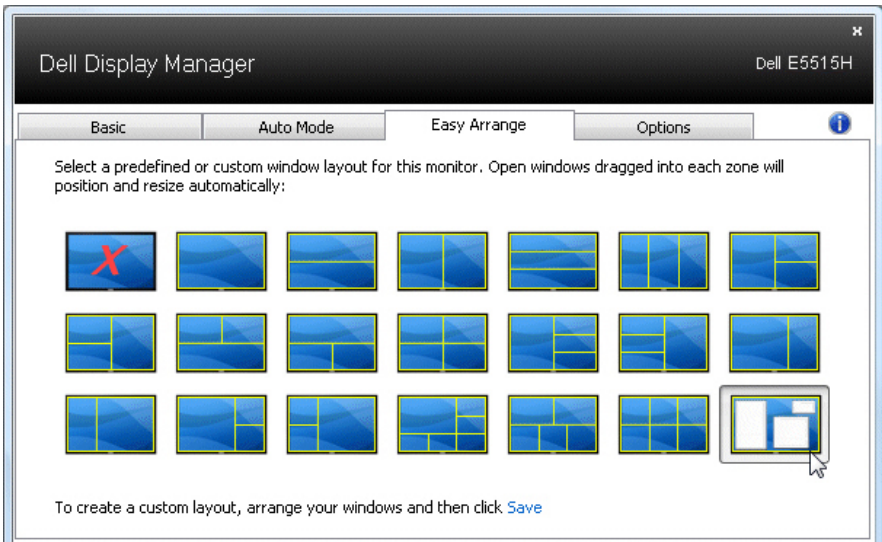 x
Dell Display Manager
Dell E5515H
Basic
Auto Mode
Easy Arrange
Options
i
Select a predefined or custom window layout for this monitor. Open windows dragged into each zone will
position and resize automatically:
X
To create a custom layout, arrange your windows and then click Save